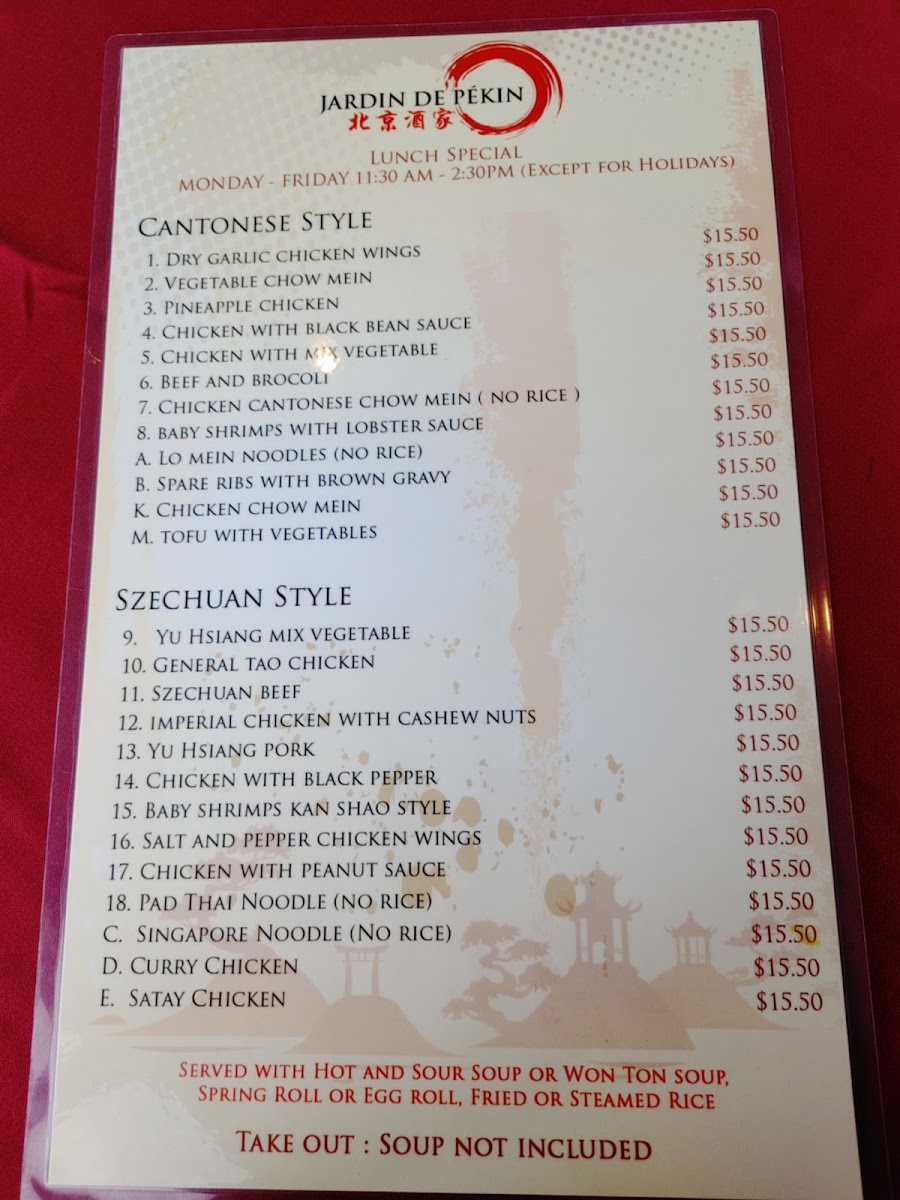 JARDIN DE PÉKIN
北京酒家
LUNCH SPECIAL
MONDAY - FRIDAY 11:30 AM - 2:30PM (EXCEPT FOR HOLIDAYS)
CANTONESE STYLE
1. DRY GARLIC CHICKEN WINGS $15.50
2. VEGETABLE CHOW MEIN $15.50
3. PINEAPPLE CHICKEN $15.50
4. CHICKEN WITH BLACK BEAN SAUCE $15.50
5. CHICKEN WITH MIX VEGETABLE $15.50
6. BEEF AND BROCOLI $15.50
7. CHICKEN CANTONESE CHOW MEIN ( NO RICE ) $15.50
8. BABY SHRIMPS WITH LOBSTER SAUCE $15.50
A. LO MEIN NOODLES (NO RICE) $15.50
B. SPARE RIBS WITH BROWN GRAVY $15.50
K. CHICKEN CHOW MEIN $15.50
M. TOFU WITH VEGETABLES $15.50
SZECHUAN STYLE
9. YU HSIANG MIX VEGETABLE $15.50
10. GENERAL TAO CHICKEN $15.50
11. SZECHUAN BEEF $15.50
12. IMPERIAL CHICKEN WITH CASHEW NUTS $15.50
13. YU HSIANG PORK $15.50
14. CHICKEN WITH BLACK PEPPER $15.50
15. BABY SHRIMPS KAN SHAO STYLE $15.50
16. SALT AND PEPPER CHICKEN WINGS $15.50
17. CHICKEN WITH PEANUT SAUCE $15.50
18. PAD THAI NOODLE (NO RICE) $15.50
C. SINGAPORE NOODLE (NO RICE) $15.50
D. CURRY CHICKEN $15.50
E. SATAY CHICKEN $15.50
SERVED WITH HOT AND SOUR SOUP OR WON TON SOUP,
SPRING ROLL OR EGG ROLL, FRIED OR STEAMED RICE
TAKE OUT : SOUP NOT INCLUDED